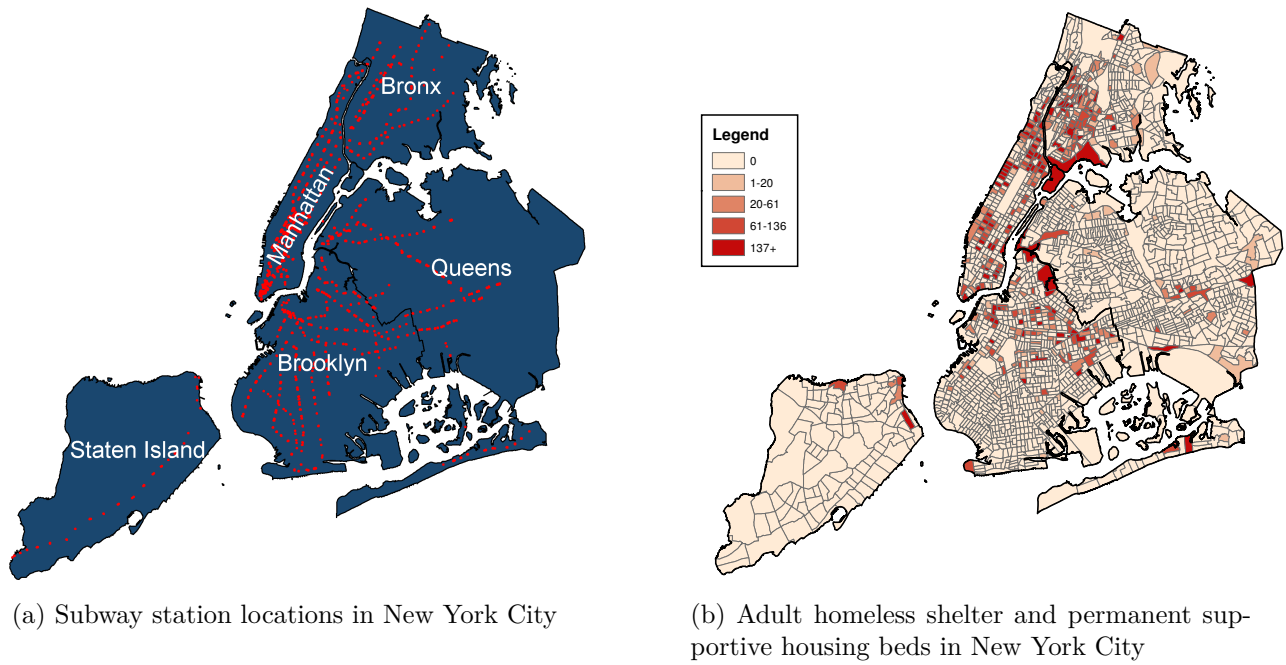 Bronx
Manhattan
Queens
Brooklyn
Staten Island
Legend
0
1-20
20-61
61-136
137+
(a) Subway station locations in New York City
(b) Adult homeless shelter and permanent sup-
portive housing beds in New York City